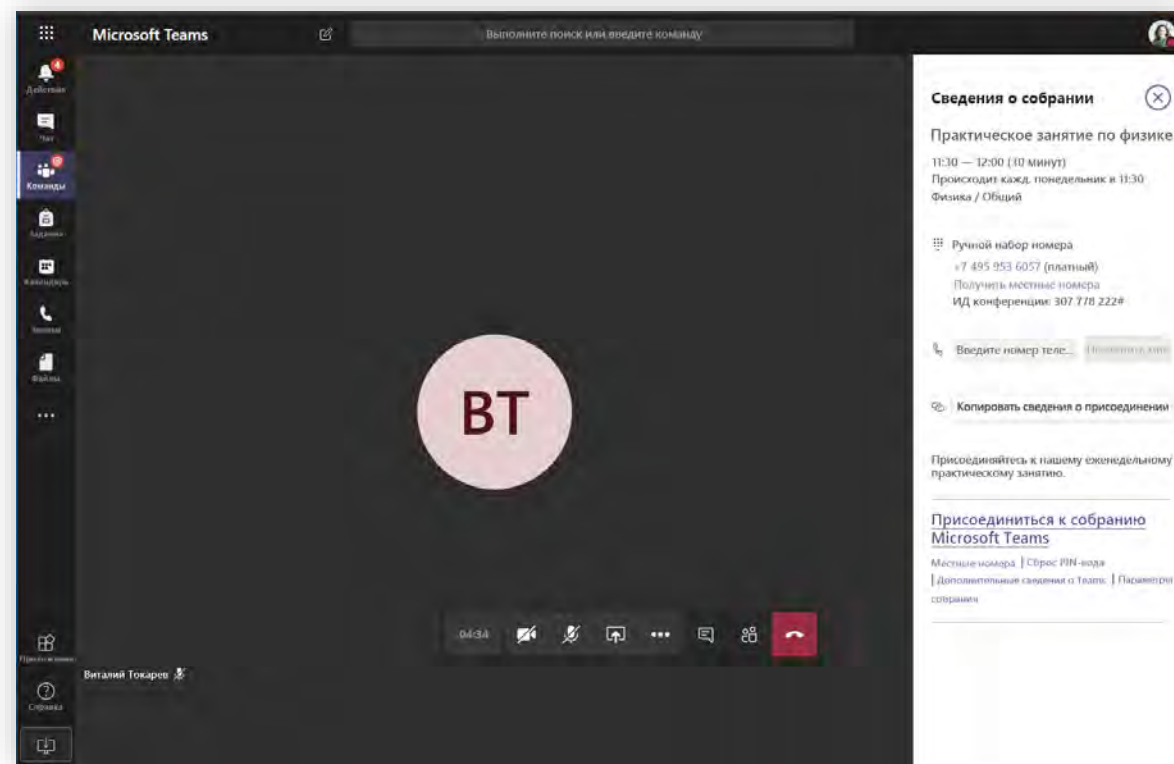 Microsoft Teams
Выполните поиск или введите команду
4
Действия
Чат
Команды
Задания
Календарь
Звонки
Файлы
Приложения
Справка
ВТ
04:34
Виталий Токарев
Сведения о собрании
Практическое занятие по физике
11:30 — 12:00 (30 минут)
Происходит кажд. понедельник в 11:30
Физика / Общий
Ручной набор номера
+7 495 953 6057 (платный)
Получить местные номера
ИД конференции: 307 778 222#
Введите номер теле...
Копировать сведения о присоединении
Присоединяйтесь к нашему еженедельному
практическому занятию.
Присоединиться к собранию
Microsoft Teams
Местные номера | Сброс PIN-кода
| Дополнительные сведения о Teams | Параметры
собрания